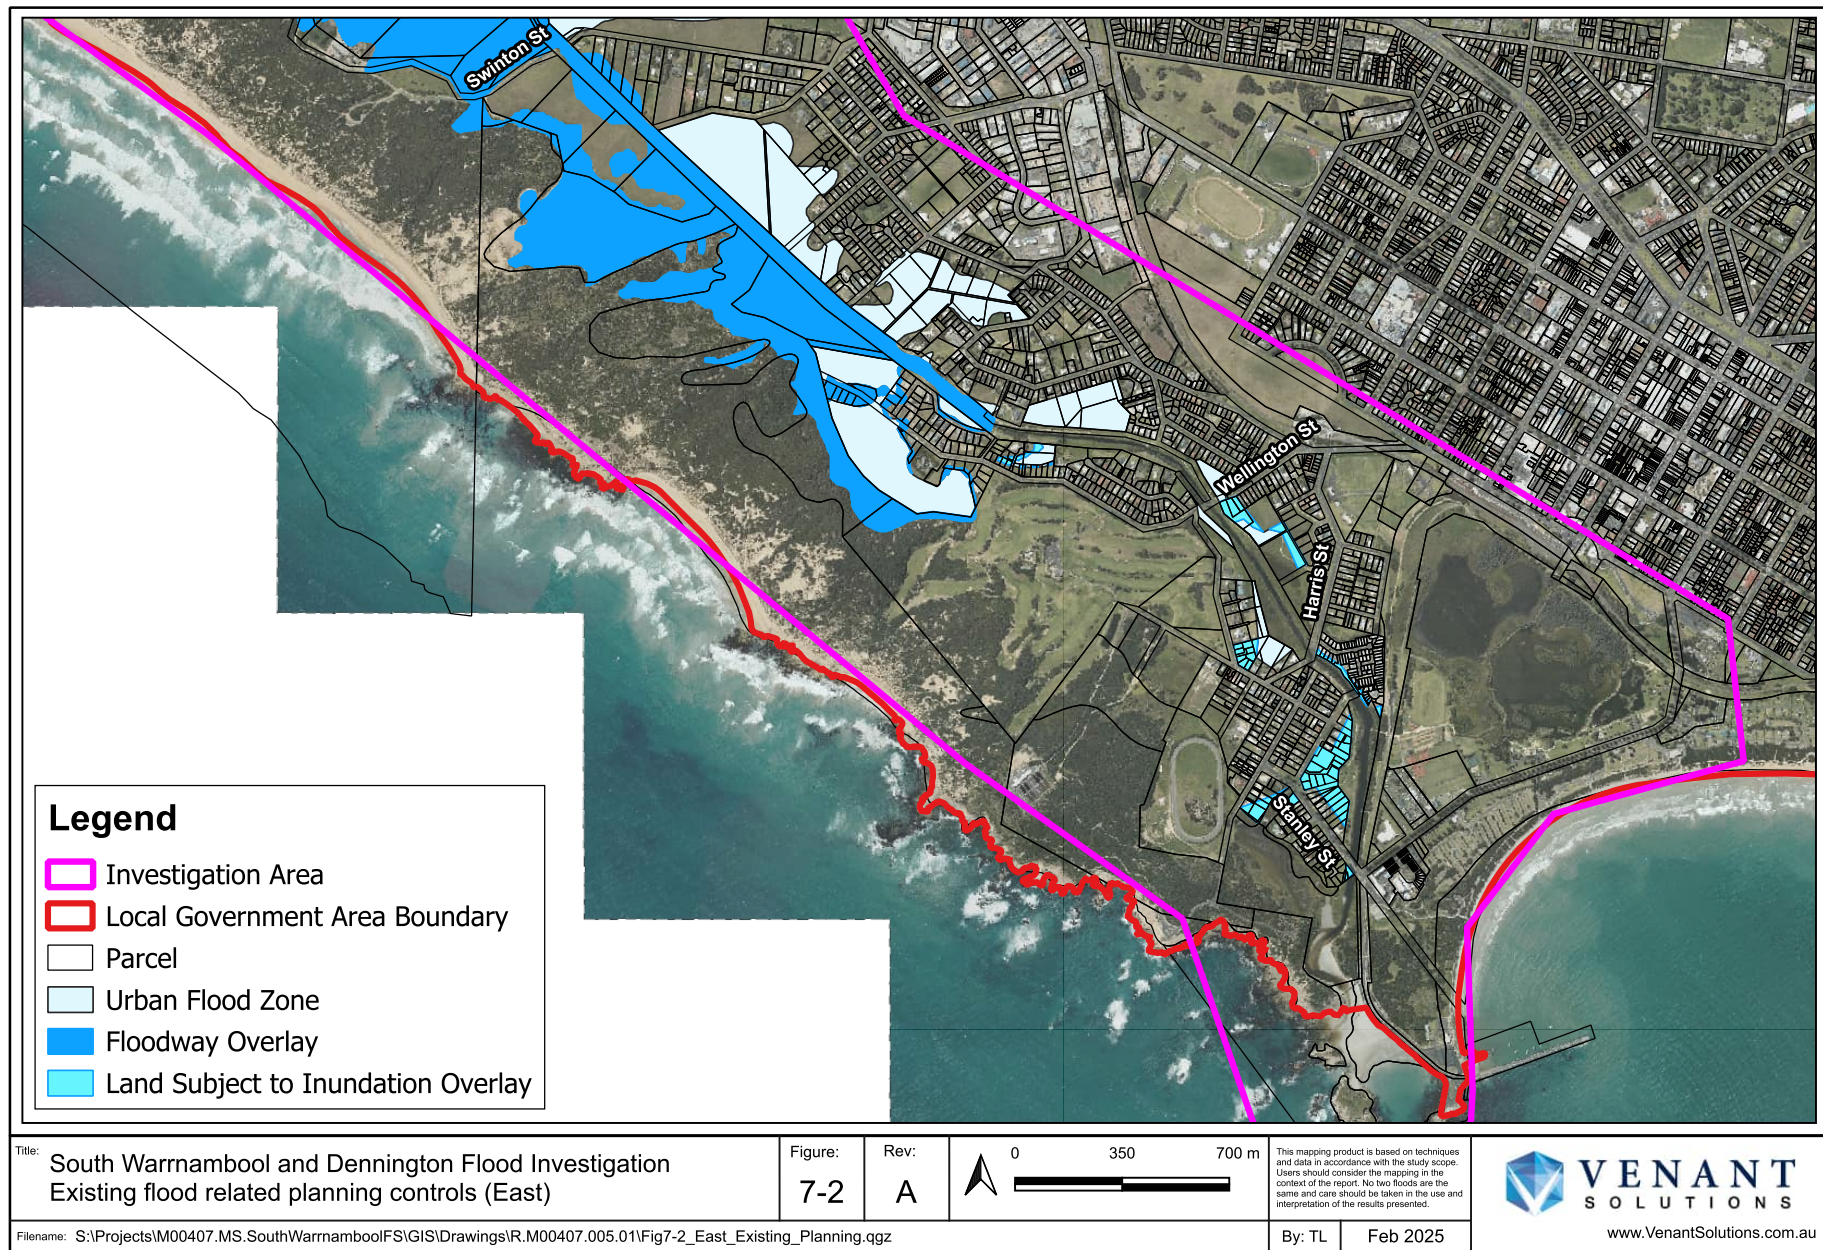 Swinton St
Wellington St
Harris St
Stanley St
Legend
Investigation Area
Local Government Area Boundary
Parcel
Urban Flood Zone
Floodway Overlay
Land Subject to Inundation Overlay
Title:
South Warrnambool and Dennington Flood Investigation
Existing flood related planning controls (East)
Figure:
7-2
Rev:
A
0 350 700 m
This mapping product is based on techniques
and data in accordance with the study scope.
Users should consider the mapping in the
context of the report. No two floods are the
same and care should be taken in the use and
interpretation of the results presented.
VENANT
SOLUTIONS
www.VenantSolutions.com.au
Filename: S:\Projects\M00407.MS.SouthWarrnamboolFS\GIS\Drawings\R.M00407.005.01\Fig7-2_East_Existing_Planning.qgz
By: TL
Feb 2025